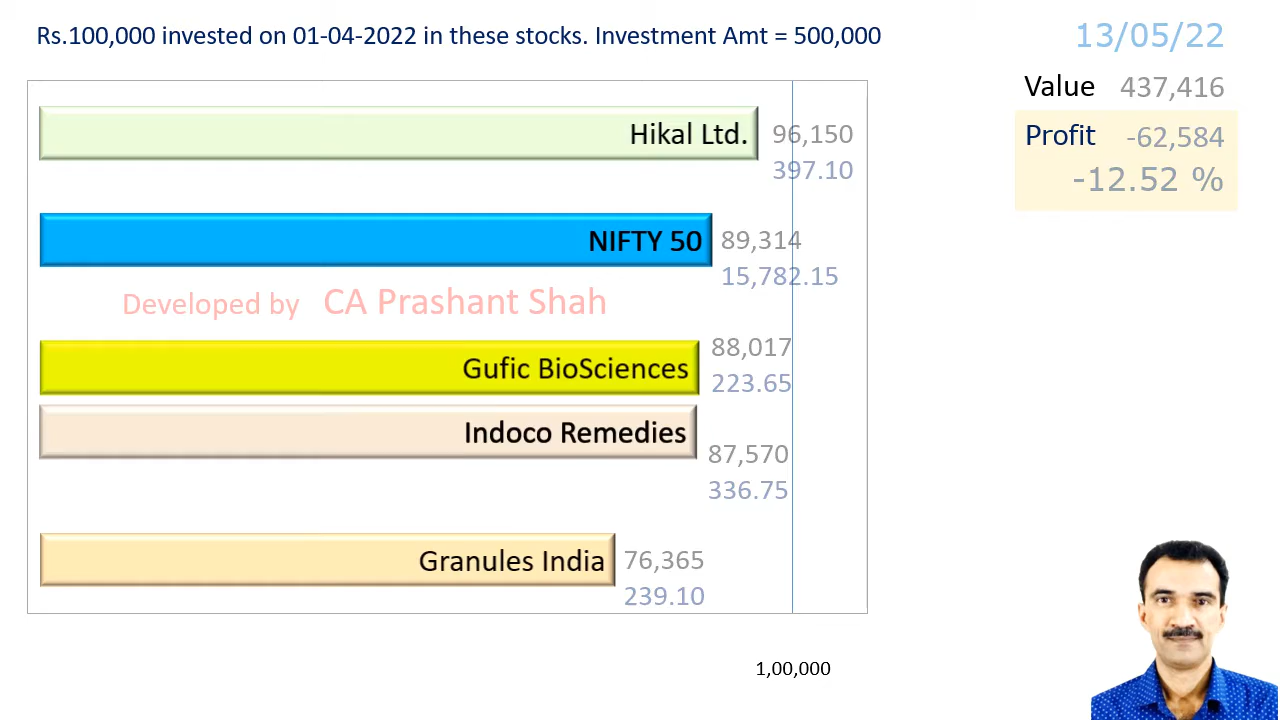 Rs.100,000 invested on 01-04-2022 in these stocks. Investment Amt = 500,000
13/05/22
Value 437,416
Profit -62,584
-12.52 %
Hikal Ltd. 96,150
397.10
NIFTY 50 89,314
15,782.15
Developed by CA Prashant Shah
Gufic BioSciences 88,017
223.65
Indoco Remedies 87,570
336.75
Granules India 76,365
239.10
1,00,000